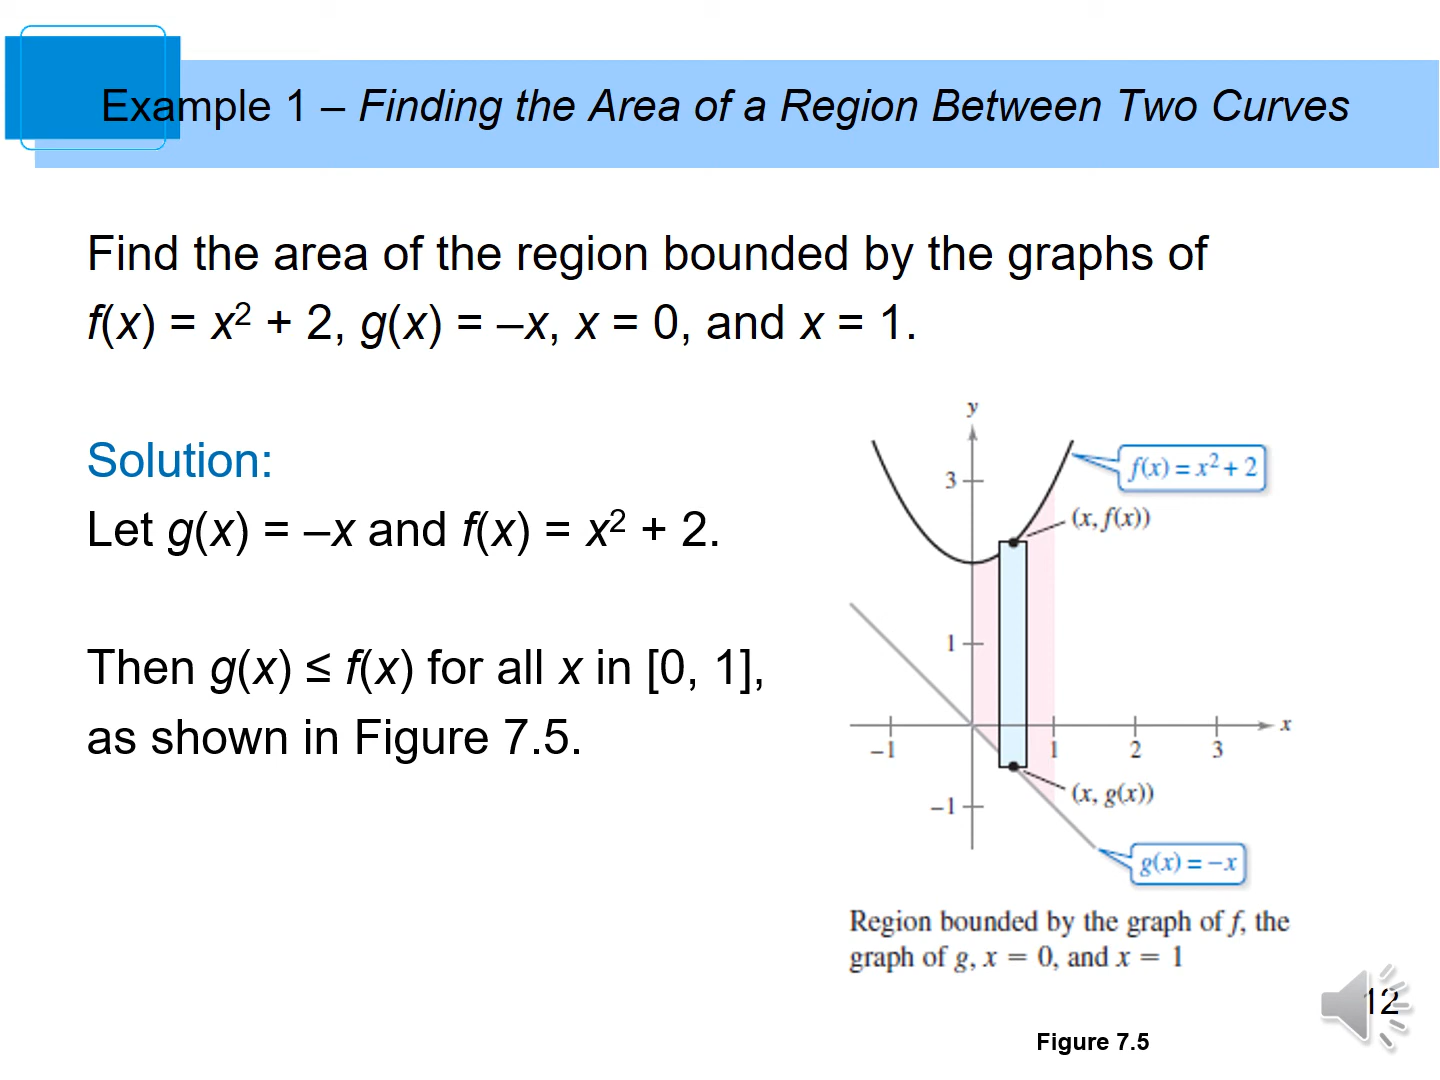 Example 1 – Finding the Area of a Region Between Two Curves
Find the area of the region bounded by the graphs of
f(x) = x² + 2, g(x) = –x, x = 0, and x = 1.
Solution:
Let g(x) = –x and f(x) = x² + 2.
Then g(x) ≤ f(x) for all x in [0, 1],
as shown in Figure 7.5.
y
f(x) = x² + 2
3
(x, f(x))
1
x
–1
1
2
3
(x, g(x))
–1
g(x) = –x
Region bounded by the graph of f, the
graph of g, x = 0, and x = 1
12
Figure 7.5